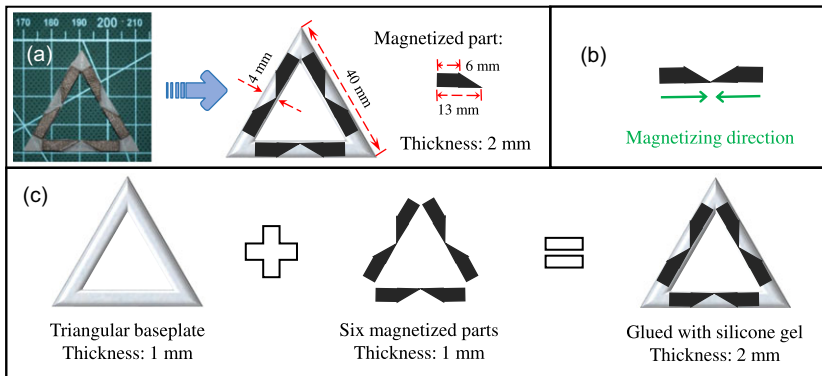 (a)
170 180 190 200 210
4 mm
40 mm
Magnetized part:
6 mm
13 mm
Thickness: 2 mm
(b)
Magnetizing direction
(c)
Triangular baseplate
Thickness: 1 mm
Six magnetized parts
Thickness: 1 mm
Glued with silicone gel
Thickness: 2 mm